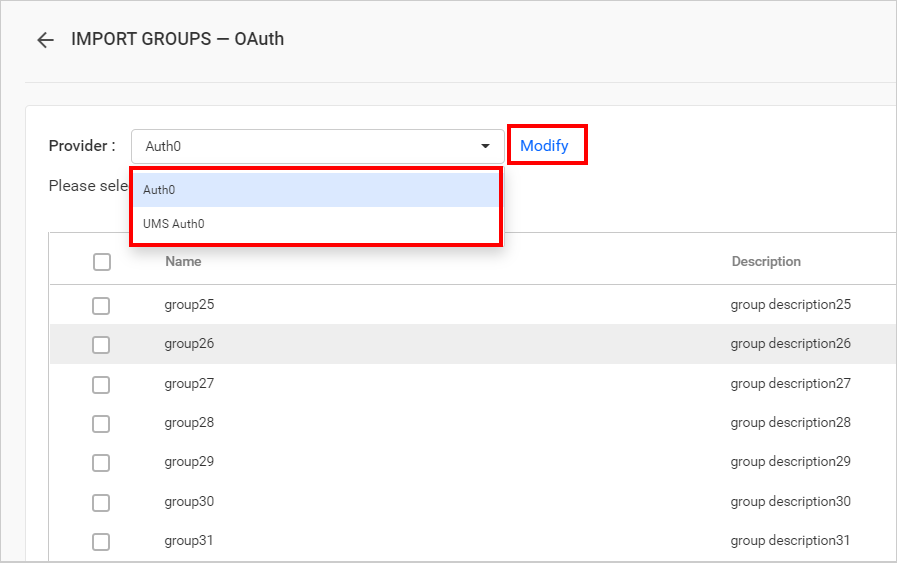 IMPORT GROUPS — OAuth
Provider : Auth0 Modify
Please sele
Auth0
UMS Auth0
Name Description
group25 group description25
group26 group description26
group27 group description27
group28 group description28
group29 group description29
group30 group description30
group31 group description31